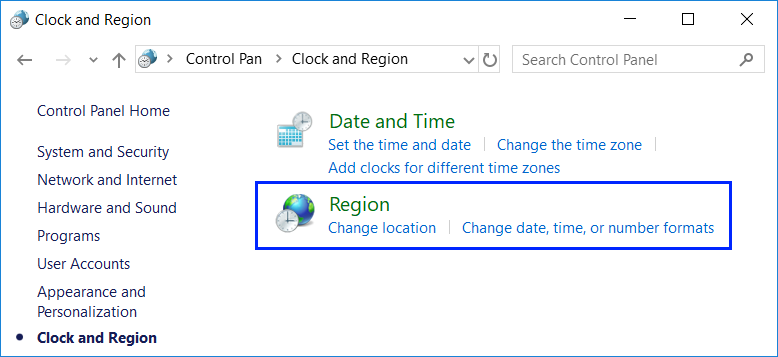 Clock and Region
Control Pan
Clock and Region
Search Control Panel
Control Panel Home
System and Security
Network and Internet
Hardware and Sound
Programs
User Accounts
Appearance and
Personalization
Clock and Region
Date and Time
Set the time and date
Change the time zone
Add clocks for different time zones
Region
Change location
Change date, time, or number formats